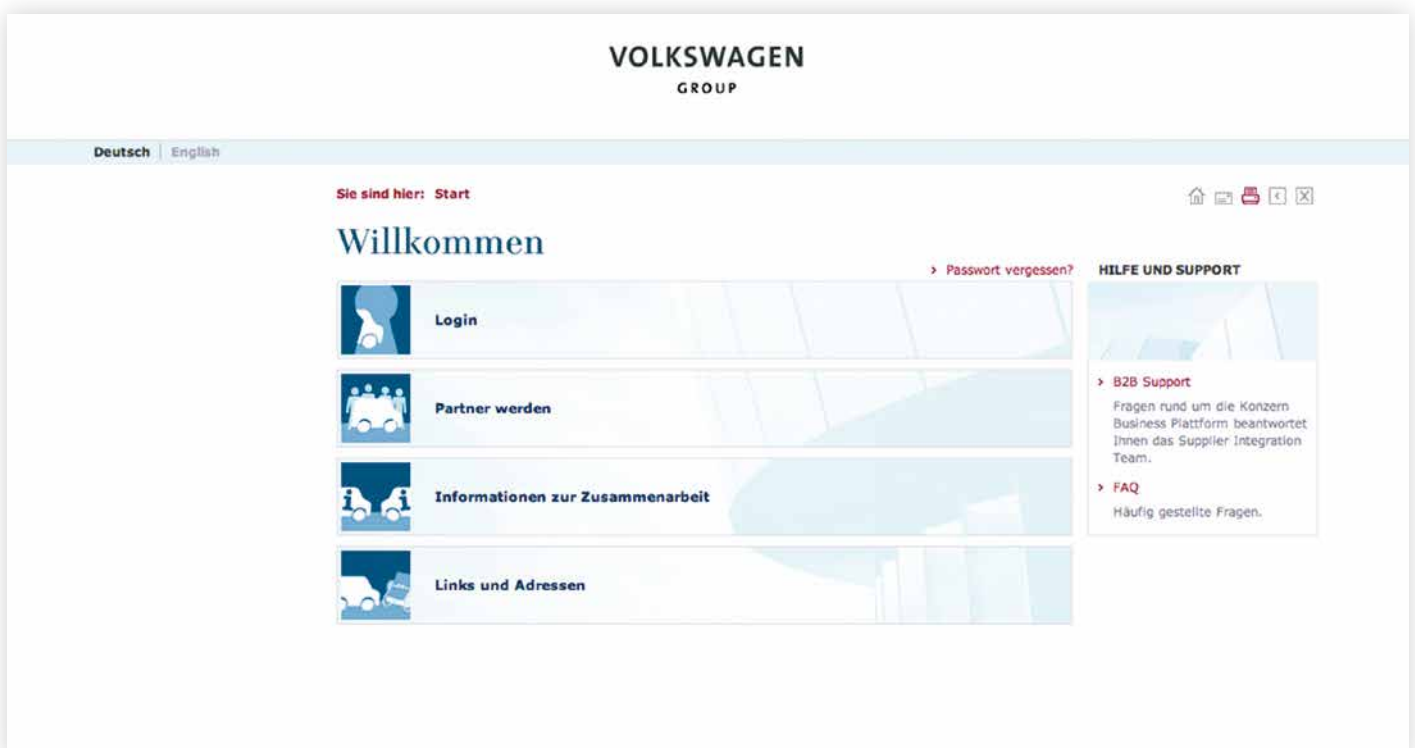 VOLKSWAGEN
GROUP
Deutsch | English
Sie sind hier: Start
Willkommen
> Passwort vergessen?
HILFE UND SUPPORT
Login
Partner werden
Informationen zur Zusammenarbeit
Links und Adressen
> B2B Support
Fragen rund um die Konzern
Business Plattform beantwortet
Ihnen das Supplier Integration
Team.
> FAQ
Häufig gestellte Fragen.